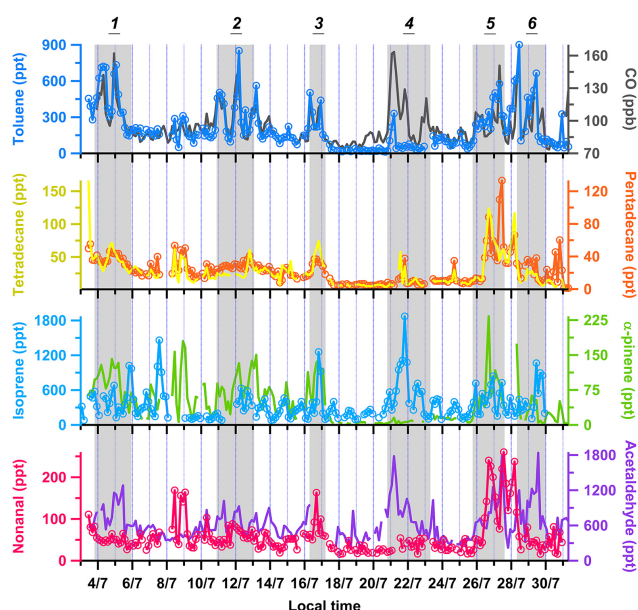 1 2 3 4 5 6
Toluene (ppt)
900
600
300
0
160
130
100
70
CO (ppb)
Tetradecane (ppt)
150
100
50
120
80
40
0
Pentadecane (ppt)
Isoprene (ppt)
1800
1200
600
0
225
150
75
0
α-pinene (ppt)
Nonanal (ppt)
200
100
0
1800
1200
600
0
Acetaldehyde (ppt)
4/7 6/7 8/7 10/7 12/7 14/7 16/7 18/7 20/7 22/7 24/7 26/7 28/7 30/7
Local time